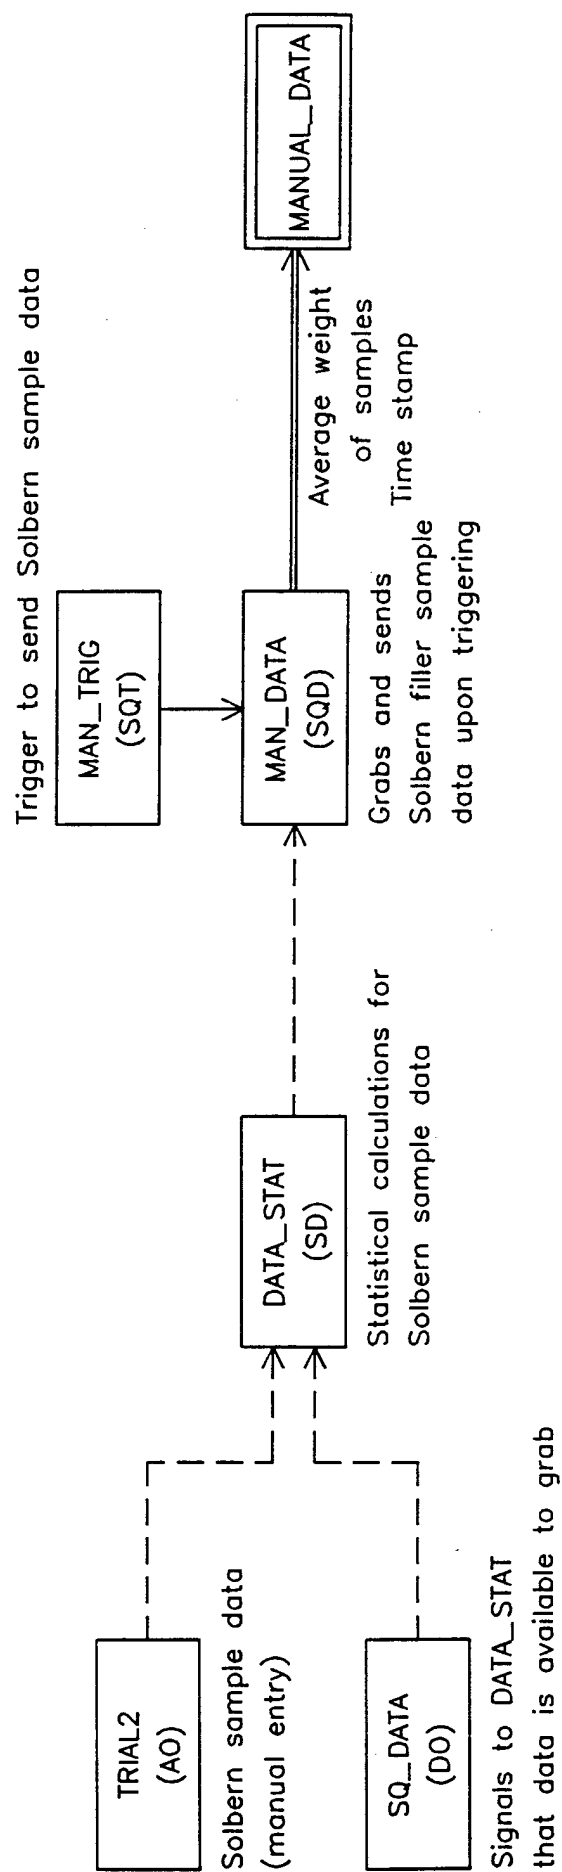 TRIAL2
(AO)
Solbern sample data
(manual entry)
SQ_DATA
(DO)
Signals to DATA_STAT
that data is available to grab
DATA_STAT
(SD)
Statistical calculations for
Solbern sample data
Trigger to send Solbern sample data
MAN_TRIG
(SQT)
MAN_DATA
(SQD)
Grabs and sends
Solbern filler sample
data upon triggering
Average weight
of samples
Time stamp
MANUAL_DATA